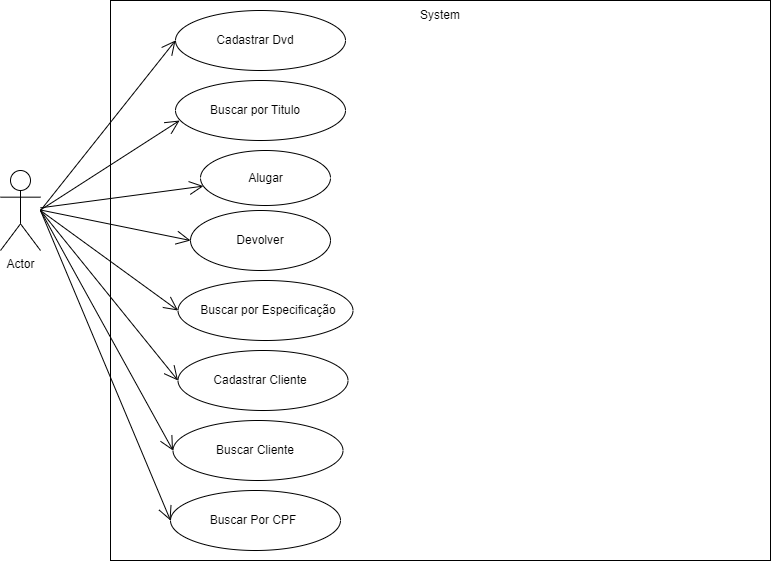 System
Cadastrar Dvd
Buscar por Titulo
Alugar
Devolver
Actor
Buscar por Especificação
Cadastrar Cliente
Buscar Cliente
Buscar Por CPF